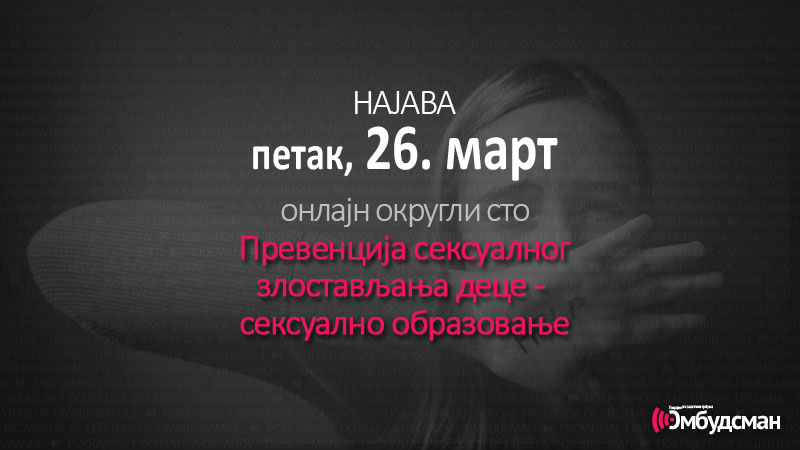 НАЈАВА
петак, 26. март
онлајн округли сто
Превенција сексуалног
злостављања деце -
сексуално образовање
Омбудсман